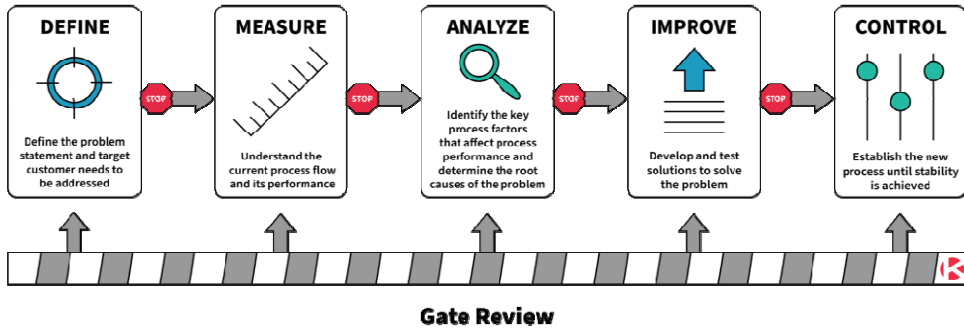 DEFINE
Define the problem
statement and target
customer needs to
be addressed
STOP
MEASURE
Understand the
current process flow
and its performance
STOP
ANALYZE
Identify the key
process factors
that affect process
performance and
determine the root
causes of the problem
STOP
IMPROVE
Develop and test
solutions to solve
the problem
STOP
CONTROL
Establish the new
process until stability
is achieved
K
Gate Review